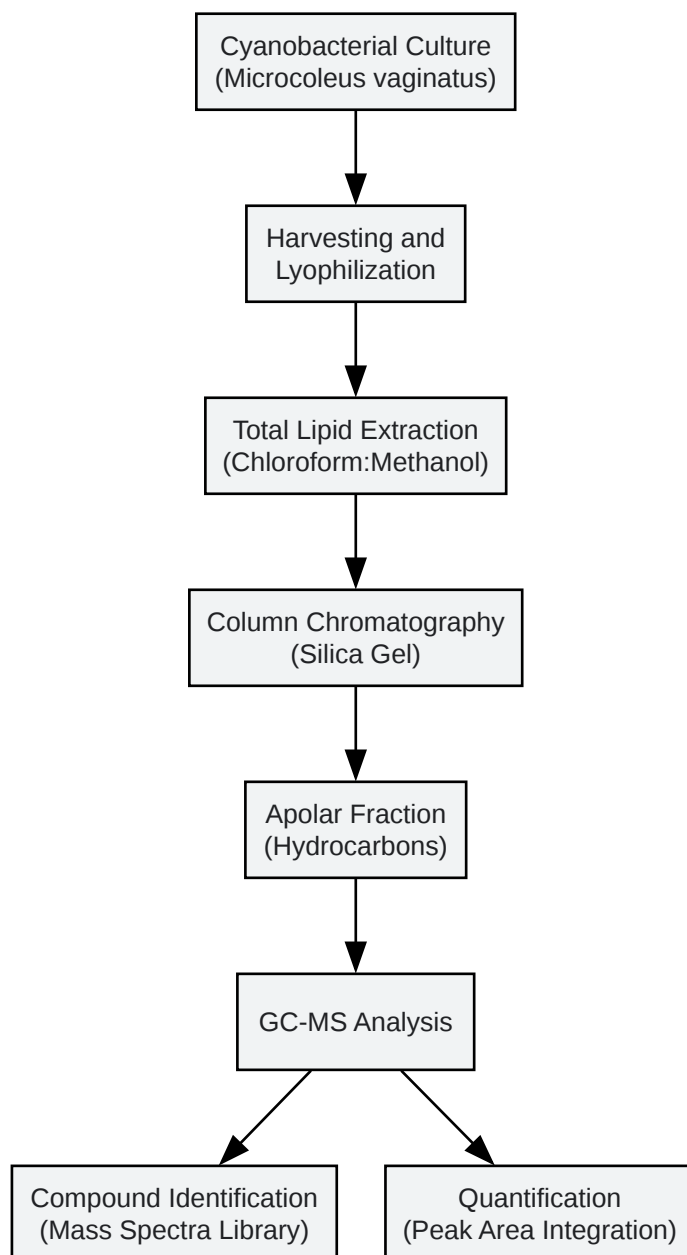 Cyanobacterial Culture
(Microcoleus vaginatus)
Harvesting and
Lyophilization
Total Lipid Extraction
(Chloroform:Methanol)
Column Chromatography
(Silica Gel)
Apolar Fraction
(Hydrocarbons)
GC-MS Analysis
Compound Identification
(Mass Spectra Library)
Quantification
(Peak Area Integration)